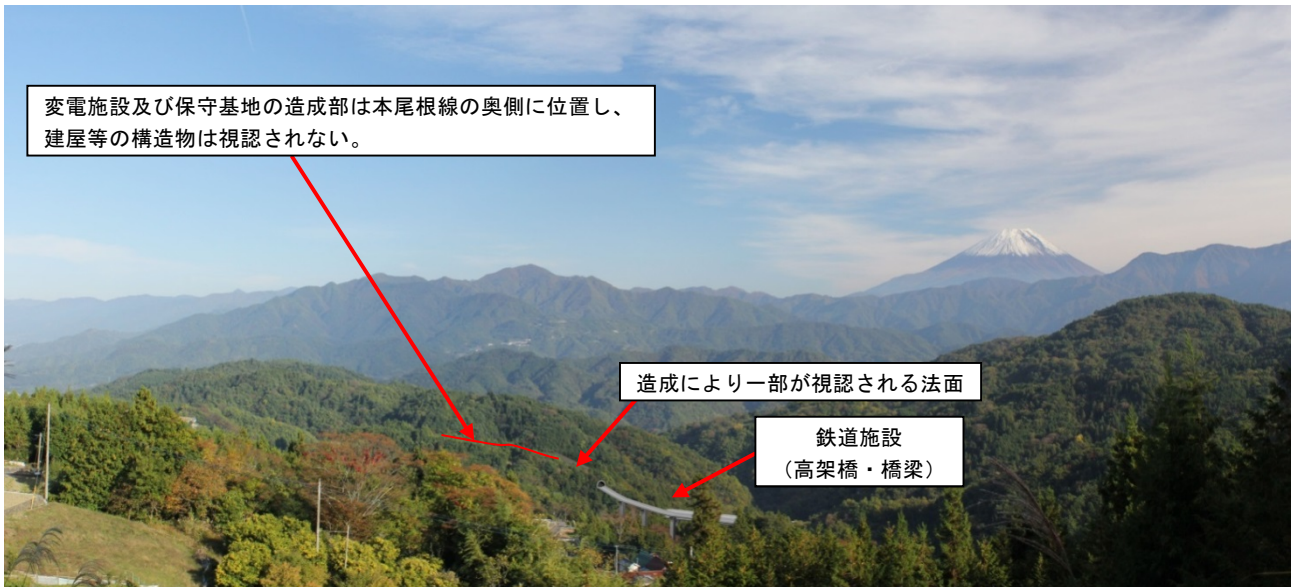 変電施設及び保守基地の造成部は本尾根線の奥側に位置し、
建屋等の構造物は視認されない。
造成により一部が視認される法面
鉄道施設
（高架橋・橋梁）